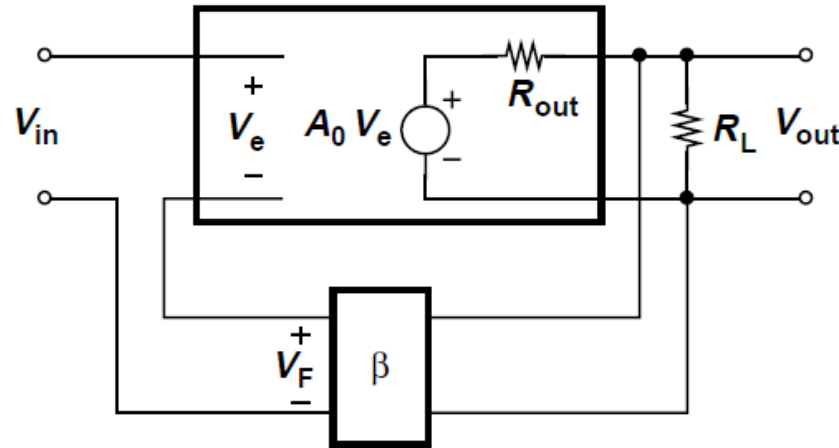 R_out
+
+
V_in
V_e
A_0 V_e
R_L
V_out
−
−
+
V_F
β
−